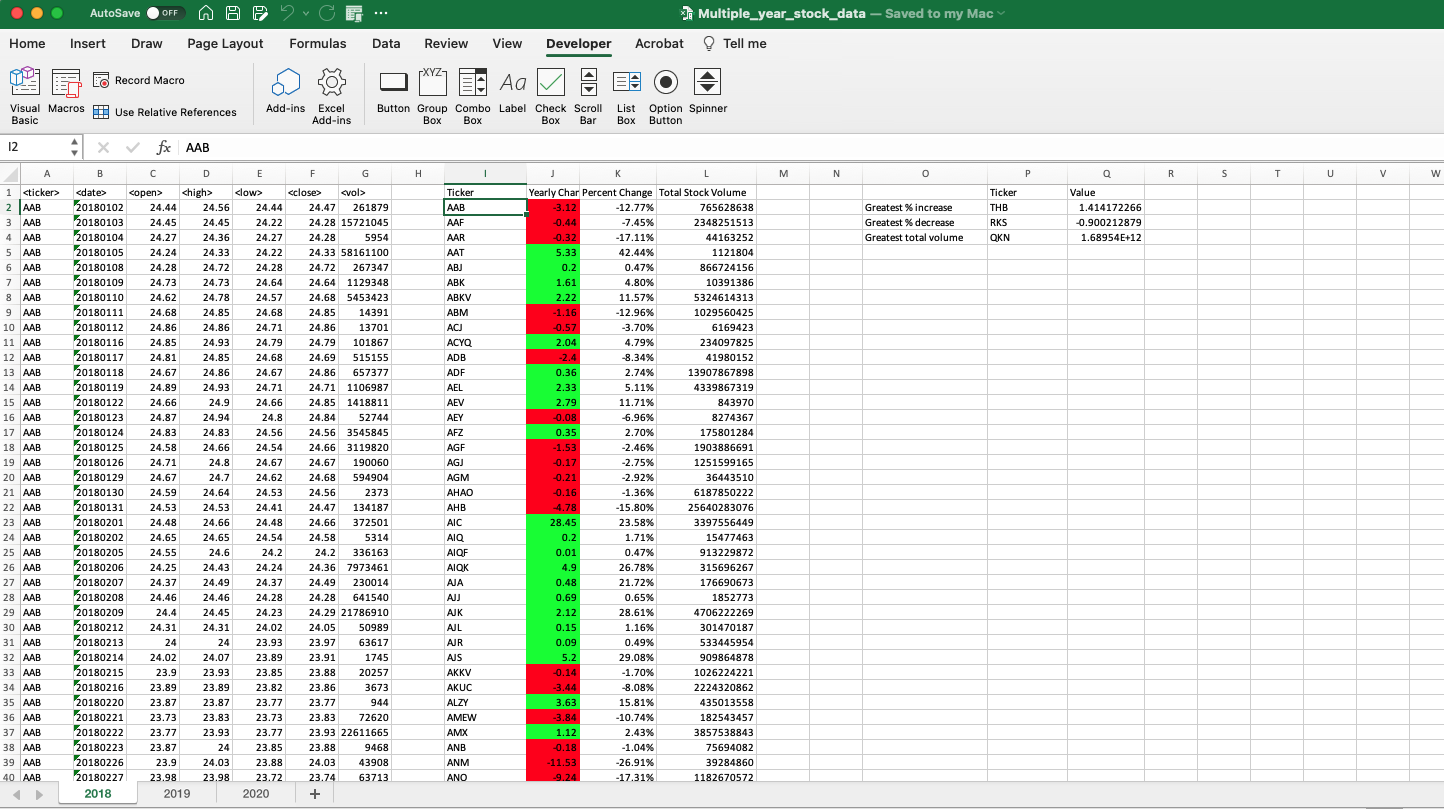 AutoSave OFF Multiple_year_stock_data — Saved to my Mac
Home Insert Draw Page Layout Formulas Data Review View Developer Acrobat Tell me
Visual Basic Macros Record Macro Use Relative References Add-ins Excel Add-ins Button Group Box Combo Box Label Check Box Scroll Bar List Box Option Button Spinner
I2 fx AAB
A B C D E F G H I J K L M N O P Q R S T U V W
1 <ticker> <date> <open> <high> <low> <close> <vol> Ticker Yearly Char Percent Change Total Stock Volume Ticker Value
2 AAB 20180102 24.44 24.56 24.44 24.47 261879 AAB -3.12 -12.77% 765628638 Greatest % increase THB 1.414172266
3 AAB 20180103 24.45 24.45 24.22 24.28 15721045 AAF -0.44 -7.45% 2348251513 Greatest % decrease RKS -0.900212879
4 AAB 20180104 24.27 24.36 24.27 24.28 5954 AAR -0.32 -17.11% 44163252 Greatest total volume QKN 1.68954E+12
5 AAB 20180105 24.24 24.33 24.22 24.33 58161100 AAT 5.33 42.44% 1121804
6 AAB 20180108 24.28 24.72 24.28 24.72 267347 ABJ 0.2 0.47% 866724156
7 AAB 20180109 24.73 24.73 24.64 24.64 1129348 ABK 1.61 4.80% 10391386
8 AAB 20180110 24.62 24.78 24.57 24.68 5453423 ABKV 2.22 11.57% 5324614313
9 AAB 20180111 24.68 24.85 24.68 24.85 14391 ABM -1.16 -12.96% 1029560425
10 AAB 20180112 24.86 24.86 24.71 24.86 13701 ACJ -0.57 -3.70% 6169423
11 AAB 20180116 24.85 24.93 24.79 24.79 101867 ACYQ 2.04 4.79% 234097825
12 AAB 20180117 24.81 24.85 24.68 24.69 515155 ADB -2.4 -8.34% 41980152
13 AAB 20180118 24.67 24.86 24.67 24.86 657377 ADF 0.36 2.74% 13907867898
14 AAB 20180119 24.89 24.93 24.71 24.71 1106987 AEL 2.33 5.11% 4339867319
15 AAB 20180122 24.66 24.9 24.66 24.85 1418811 AEV 2.79 11.71% 843970
16 AAB 20180123 24.87 24.94 24.8 24.84 52744 AEY -0.08 -6.96% 8274367
17 AAB 20180124 24.83 24.83 24.56 24.56 3545845 AFZ 0.35 2.70% 175801284
18 AAB 20180125 24.58 24.66 24.54 24.66 3119820 AGF -1.53 -2.46% 1903886691
19 AAB 20180126 24.71 24.8 24.67 24.67 190060 AGJ -0.17 -2.75% 1251599165
20 AAB 20180129 24.67 24.7 24.62 24.68 594904 AGM -0.21 -2.92% 36443510
21 AAB 20180130 24.59 24.64 24.53 24.56 2373 AHAO -0.16 -1.36% 6187850222
22 AAB 20180131 24.53 24.53 24.41 24.47 134187 AHB -4.78 -15.80% 25640283076
23 AAB 20180201 24.48 24.66 24.48 24.66 372501 AIC 28.45 23.58% 3397556449
24 AAB 20180202 24.65 24.65 24.54 24.58 5314 AIQ 0.2 1.71% 15477463
25 AAB 20180205 24.55 24.6 24.2 24.2 336163 AIQF 0.01 0.47% 913229872
26 AAB 20180206 24.25 24.43 24.24 24.36 7973461 AIQK 4.9 26.78% 315696267
27 AAB 20180207 24.37 24.49 24.37 24.49 230014 AJA 0.48 21.72% 176690673
28 AAB 20180208 24.46 24.46 24.28 24.28 641540 AJJ 0.69 0.65% 1852773
29 AAB 20180209 24.4 24.45 24.23 24.29 21786910 AJK 2.12 28.61% 4706222269
30 AAB 20180212 24.31 24.31 24.02 24.05 50989 AJL 0.15 1.16% 301470187
31 AAB 20180213 24 24 23.93 23.97 63617 AJR 0.09 0.49% 533445954
32 AAB 20180214 24.02 24.07 23.89 23.91 1745 AJS 5.2 29.08% 909864878
33 AAB 20180215 23.9 23.93 23.85 23.88 20257 AKKV -0.14 -1.70% 1026224221
34 AAB 20180216 23.89 23.89 23.82 23.86 3673 AKUC -3.44 -8.08% 2224320862
35 AAB 20180220 23.87 23.87 23.77 23.77 944 ALZY 3.63 15.81% 435013558
36 AAB 20180221 23.73 23.83 23.73 23.83 72620 AMEW -3.84 -10.74% 182543457
37 AAB 20180222 23.77 23.93 23.77 23.93 22611665 AMX 1.12 2.43% 3857538843
38 AAB 20180223 23.87 24 23.85 23.88 9468 ANB -0.18 -1.04% 75694082
39 AAB 20180226 23.9 24.03 23.88 24.03 43908 ANM -11.53 -26.91% 39284860
40 AAB 20180227 23.98 23.98 23.72 23.74 63713 ANO -9.24 -17.31% 1182670572
2018 2019 2020